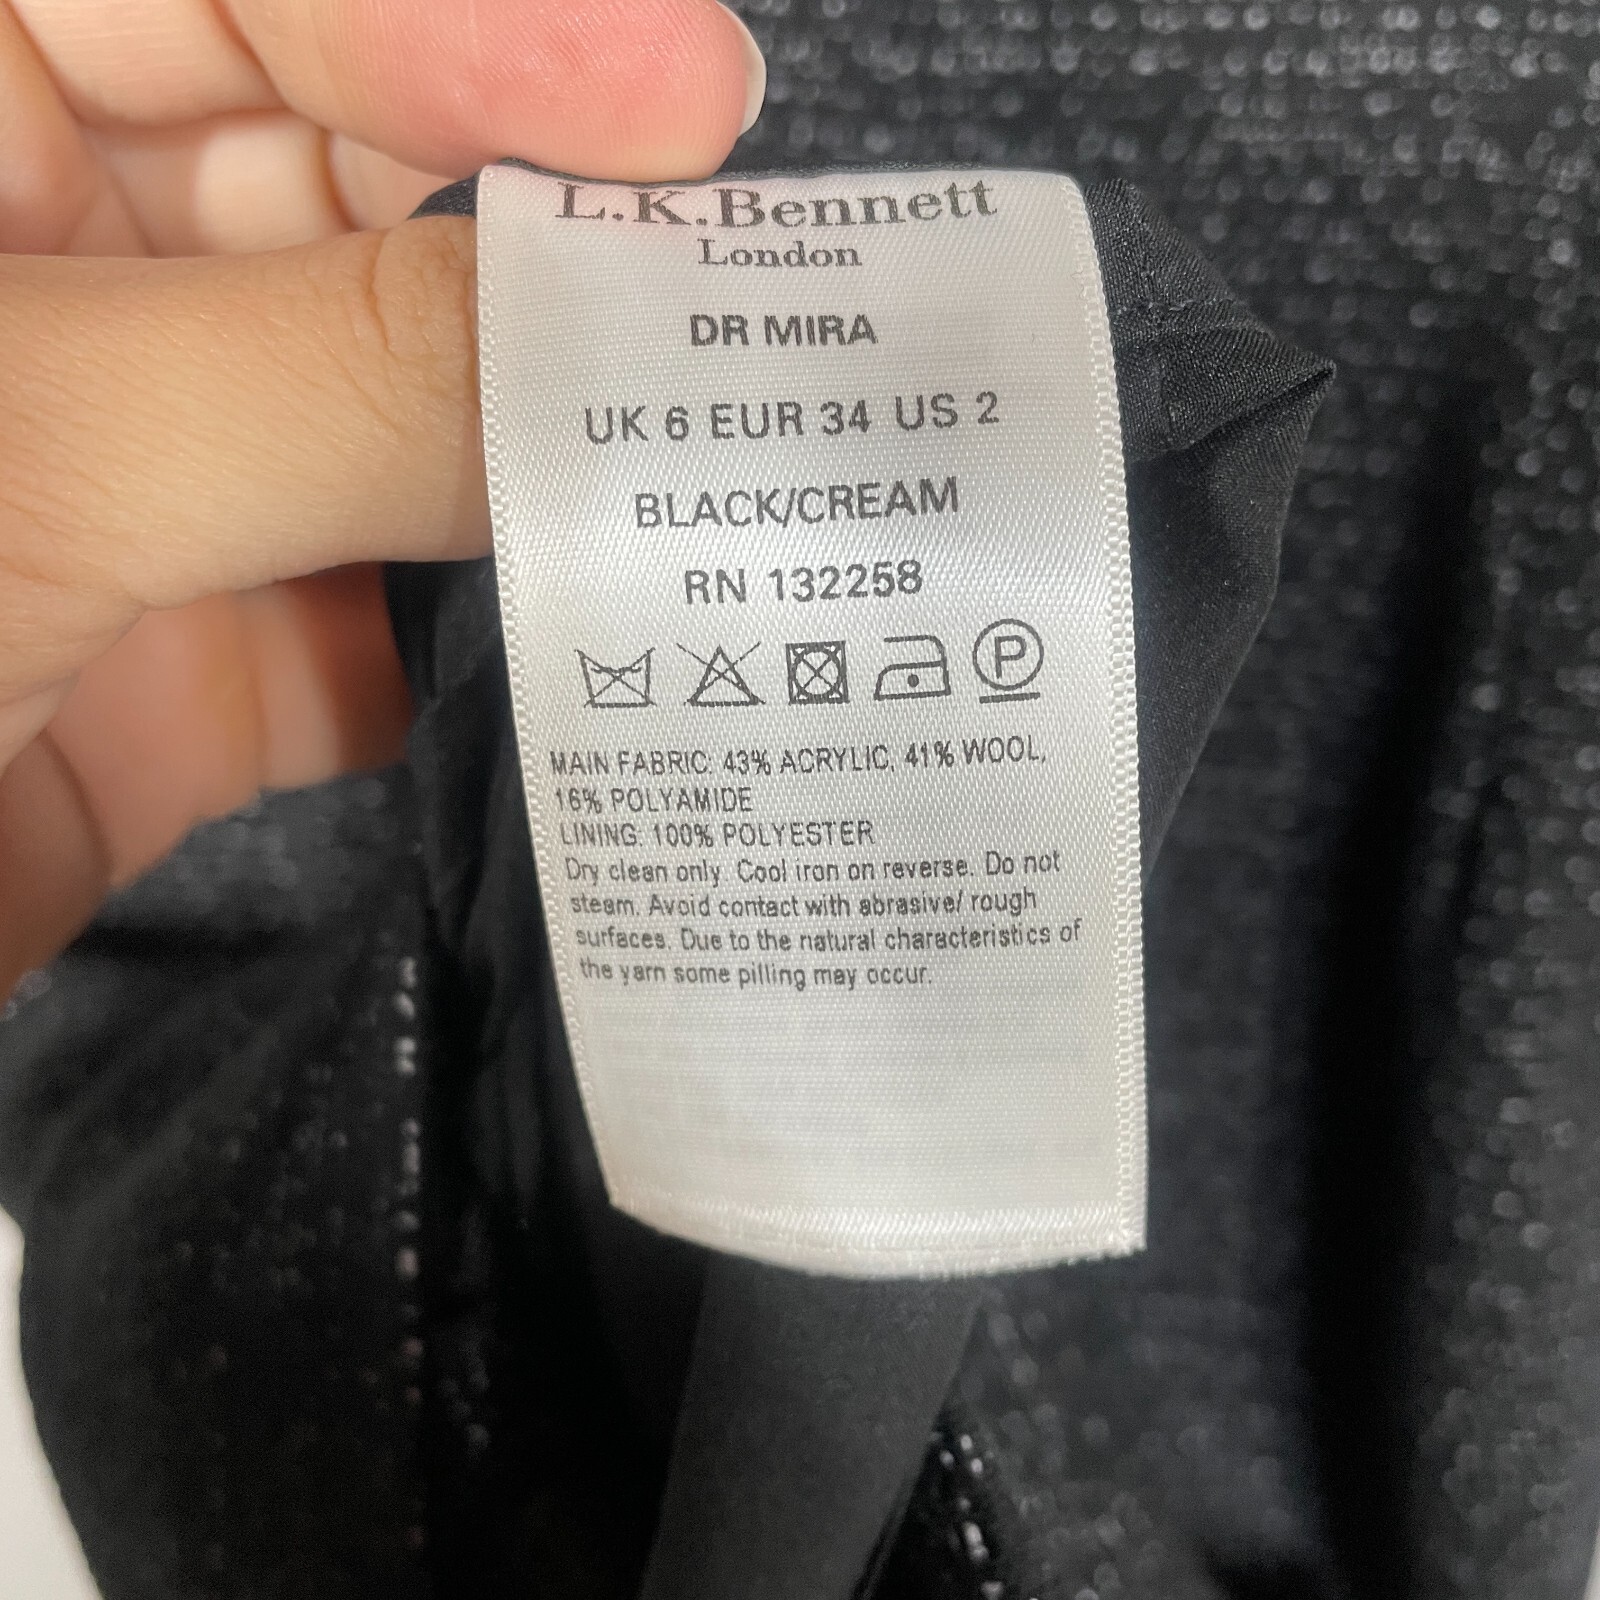 L.K.Bennett
London
DR MIRA
UK 6 EUR 34 US 2
BLACK/CREAM
RN 132258
P
MAIN FABRIC: 43% ACRYLIC, 41% WOOL,
16% POLYAMIDE
LINING: 100% POLYESTER
Dry clean only. Cool iron on reverse. Do not
steam. Avoid contact with abrasive/ rough
surfaces. Due to the natural characteristics of
the yarn some pilling may occur.